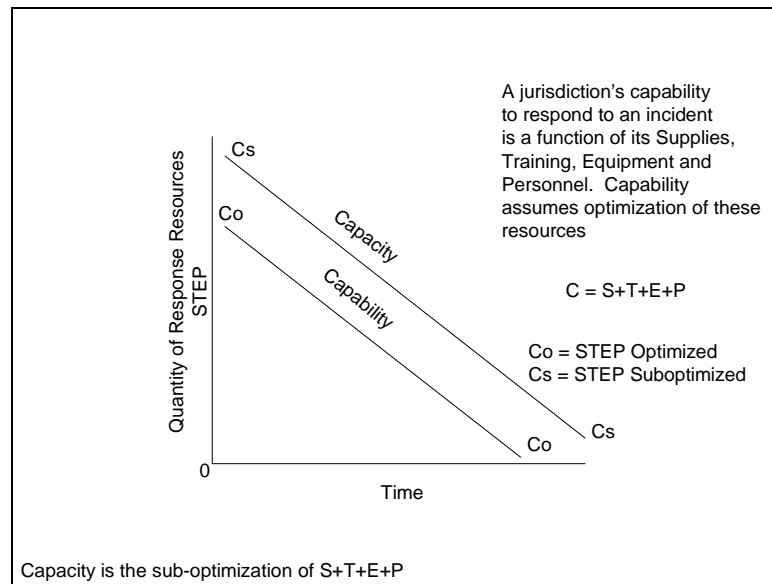 A jurisdiction's capability
to respond to an incident
is a function of its Supplies,
Training, Equipment and
Personnel.  Capability
assumes optimization of these
resources
C = S+T+E+P
Co = STEP Optimized
Cs = STEP Suboptimized
Cs
Co
Capacity
Capability
Quantity of Response Resources
STEP
Co
Cs
0
Time
Capacity is the sub-optimization of S+T+E+P